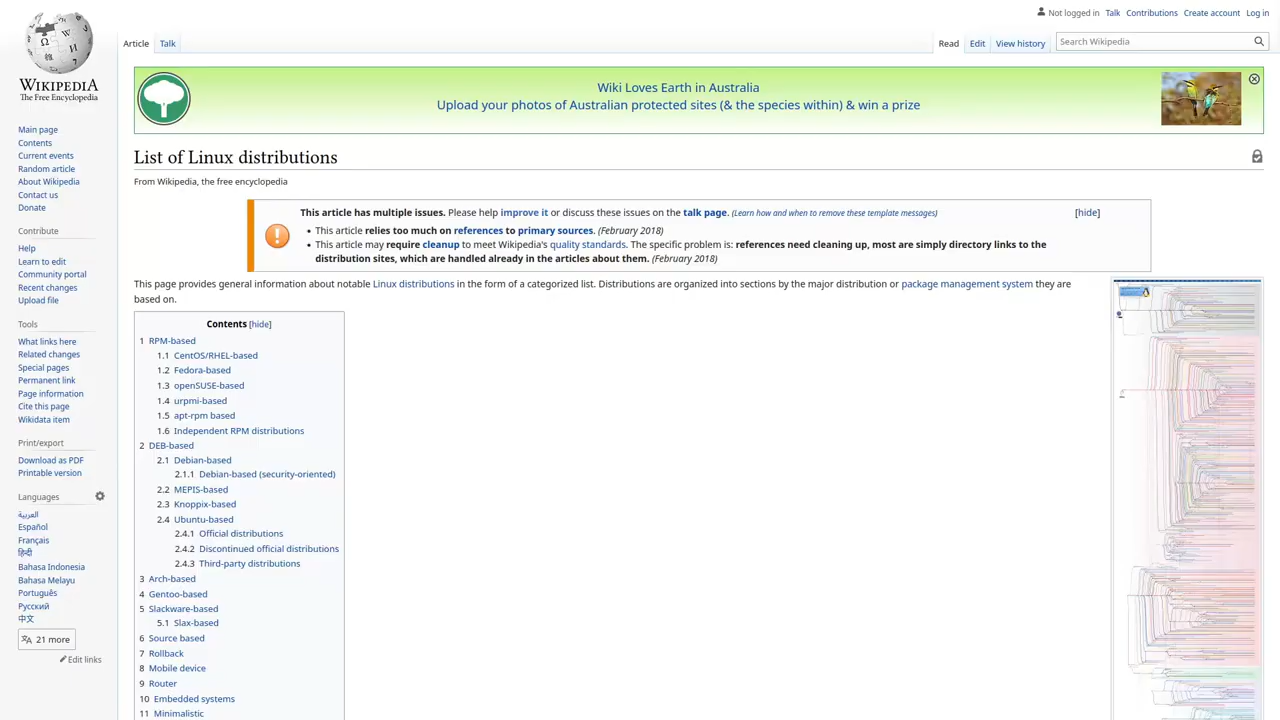 Not logged in Talk Contributions Create account Log in
Article Talk Read Edit View history Search Wikipedia
WIKIPEDIA
The Free Encyclopedia
Main page
Contents
Current events
Random article
About Wikipedia
Contact us
Donate
Contribute
Help
Learn to edit
Community portal
Recent changes
Upload file
Tools
What links here
Related changes
Special pages
Permanent link
Page information
Cite this page
Wikidata item
Print/export
Download as PDF
Printable version
Languages
العربية
Español
Français
हिन्दी
Bahasa Indonesia
Bahasa Melayu
Português
Русский
中文
21 more
Edit links
Wiki Loves Earth in Australia
Upload your photos of Australian protected sites (& the species within) & win a prize
List of Linux distributions
From Wikipedia, the free encyclopedia
This article has multiple issues. Please help improve it or discuss these issues on the talk page. (Learn how and when to remove these template messages) [hide]
• This article relies too much on references to primary sources. (February 2018)
• This article may require cleanup to meet Wikipedia's quality standards. The specific problem is: references need cleaning up, most are simply directory links to the
distribution sites, which are handled already in the articles about them. (February 2018)
This page provides general information about notable Linux distributions in the form of a categorized list. Distributions are organized into sections by the major distribution or package management system they are
based on.
Contents [hide]
1 RPM-based
1.1 CentOS/RHEL-based
1.2 Fedora-based
1.3 openSUSE-based
1.4 urpmi-based
1.5 apt-rpm based
1.6 Independent RPM distributions
2 DEB-based
2.1 Debian-based
2.1.1 Debian-based (security-oriented)
2.2 MEPIS-based
2.3 Knoppix-based
2.4 Ubuntu-based
2.4.1 Official distributions
2.4.2 Discontinued official distributions
2.4.3 Third-party distributions
3 Arch-based
4 Gentoo-based
5 Slackware-based
5.1 Slax-based
6 Source based
7 Rollback
8 Mobile device
9 Router
10 Embedded systems
11 Minimalistic